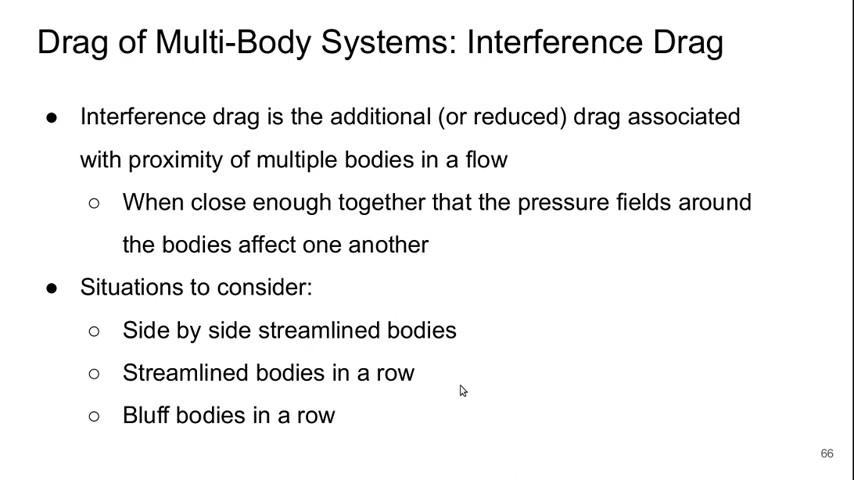 Drag of Multi-Body Systems: Interference Drag
● Interference drag is the additional (or reduced) drag associated
with proximity of multiple bodies in a flow
○ When close enough together that the pressure fields around
the bodies affect one another
● Situations to consider:
○ Side by side streamlined bodies
○ Streamlined bodies in a row
○ Bluff bodies in a row
66